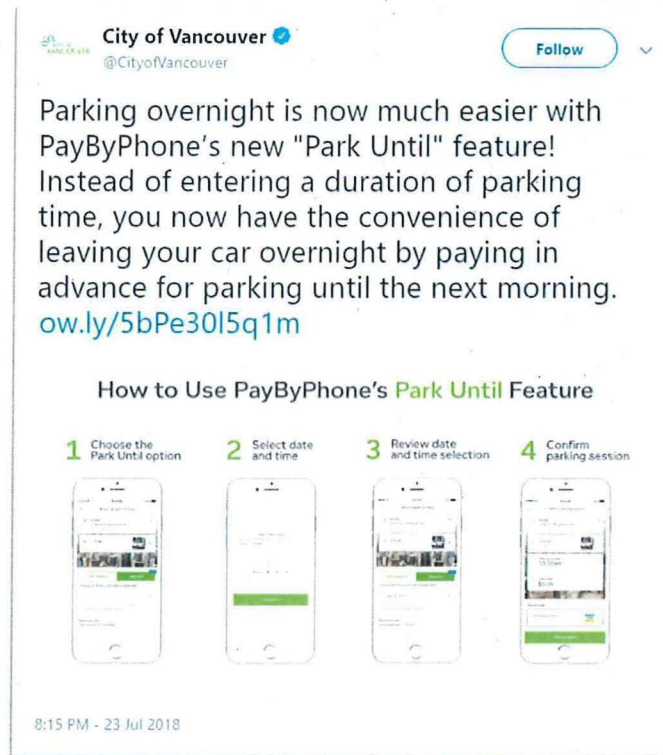 City of Vancouver
@CityofVancouver
Follow
Parking overnight is now much easier with
PayByPhone's new "Park Until" feature!
Instead of entering a duration of parking
time, you now have the convenience of
leaving your car overnight by paying in
advance for parking until the next morning.
ow.ly/5bPe30l5q1m
How to Use PayByPhone's Park Until Feature
1 Choose the
Park Until option
2 Select date
and time
3 Review date
and time selection
4 Confirm
parking session
8:15 PM - 23 Jul 2018